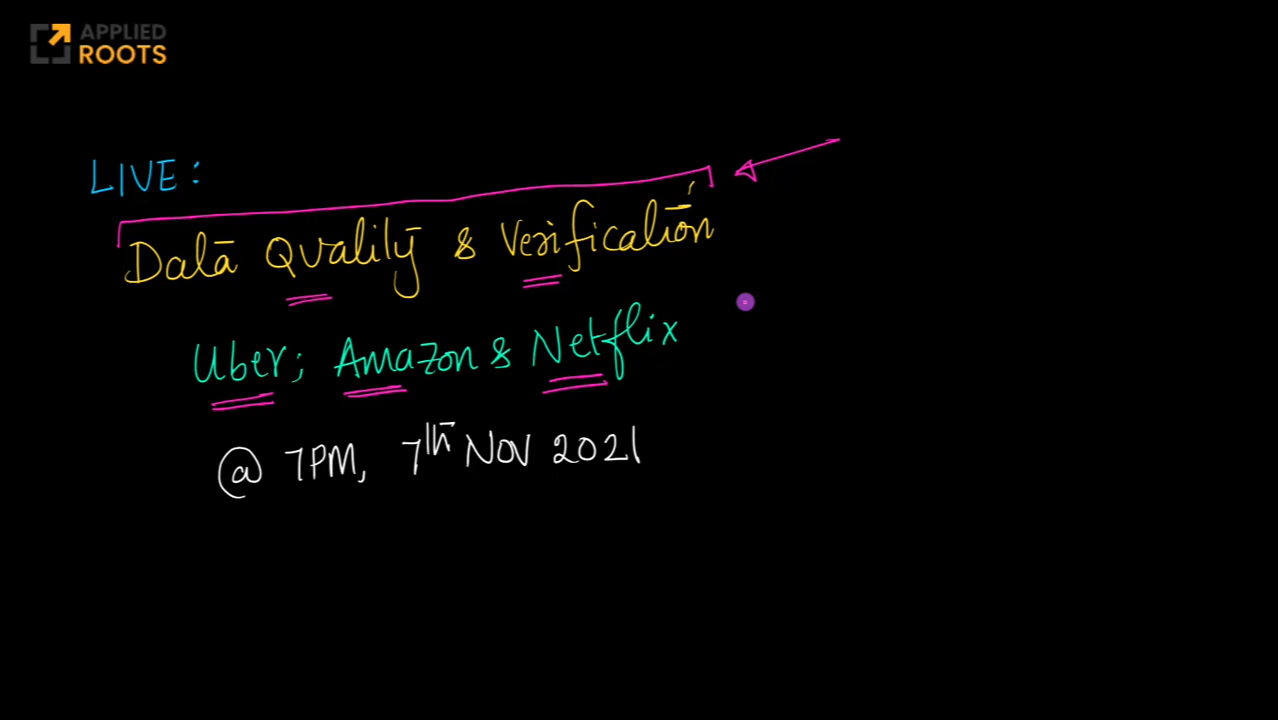 APPLIED
ROOTS
LIVE:
Data Quality & Verification
Uber; Amazon & Netflix
@ 7PM, 7th Nov 2021